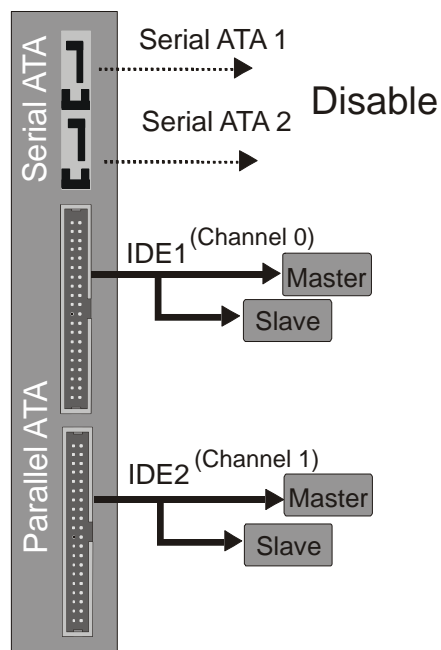 Serial ATA
Serial ATA 1
Disable
Serial ATA 2
Parallel ATA
IDE1 (Channel 0)
Master
Slave
IDE2 (Channel 1)
Master
Slave